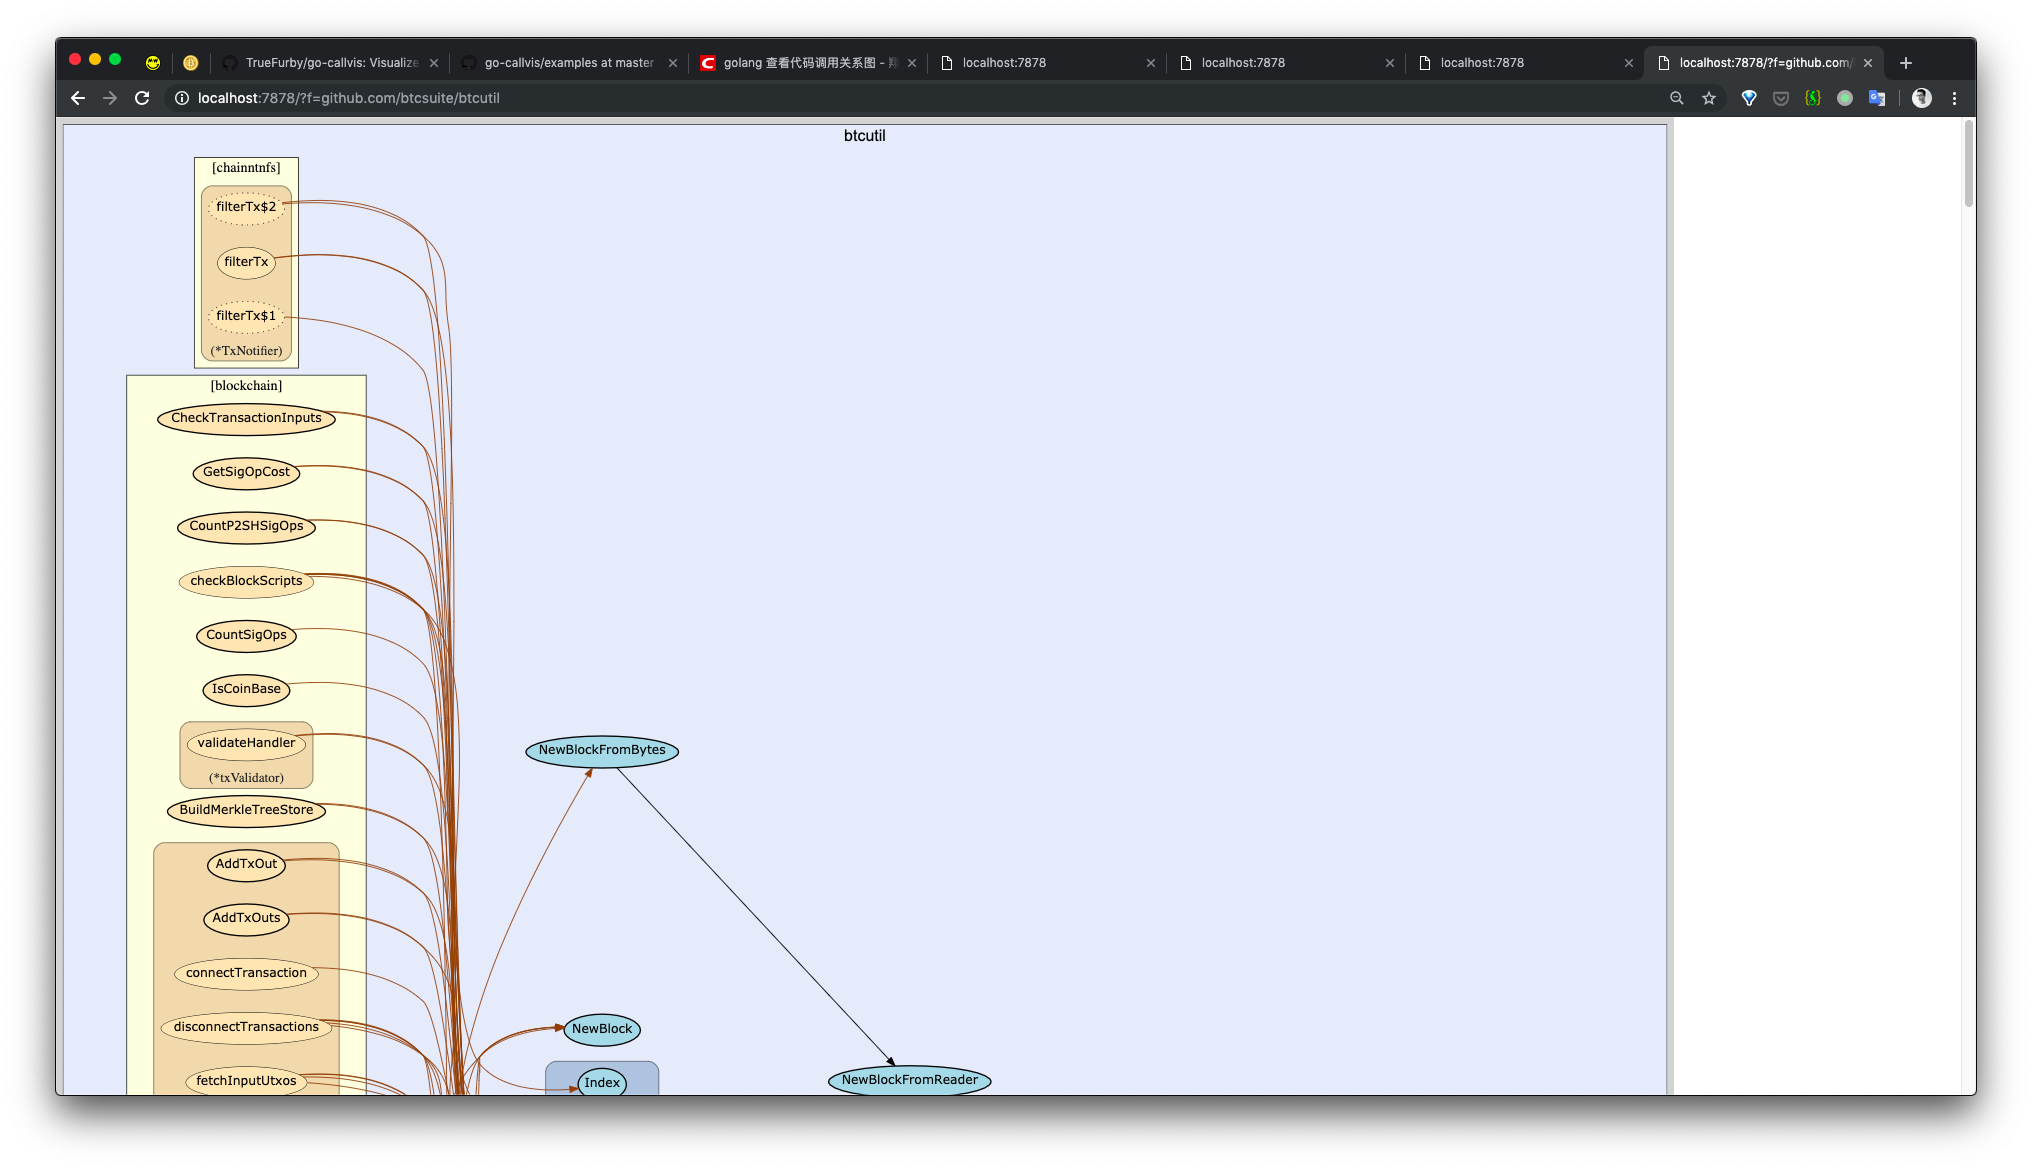 TrueFurby/go-callvis: Visualize
go-callvis/examples at master
golang 查看代码调用关系图 -
localhost:7878
localhost:7878
localhost:7878
localhost:7878/?f=github.com/
localhost:7878/?f=github.com/btcsuite/btcutil
btcutil
[chainntnfs]
filterTx$2
filterTx
filterTx$1
(*TxNotifier)
[blockchain]
CheckTransactionInputs
GetSigOpCost
CountP2SHSigOps
checkBlockScripts
CountSigOps
IsCoinBase
validateHandler
(*txValidator)
NewBlockFromBytes
BuildMerkleTreeStore
AddTxOut
AddTxOuts
connectTransaction
disconnectTransactions
NewBlock
fetchInputUtxos
Index
NewBlockFromReader